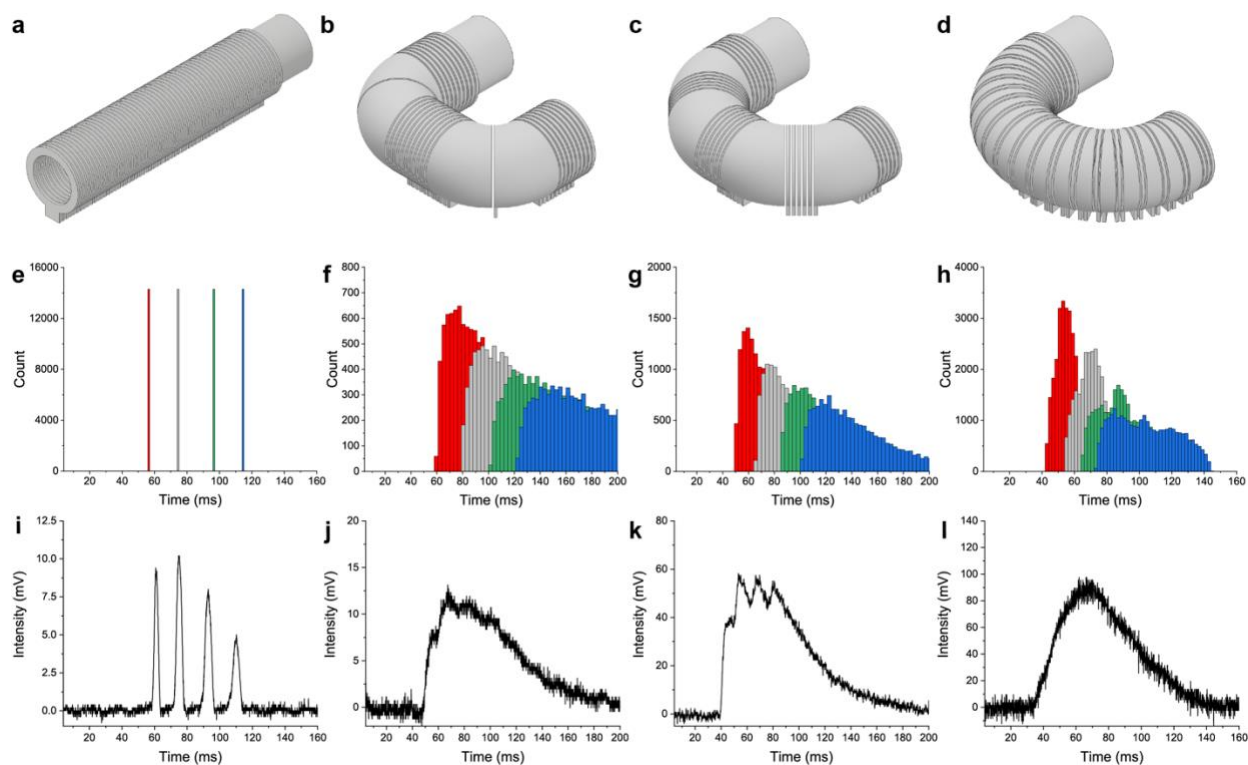 a
b
c
d
e
16000
12000
8000
4000
0
Count
20 40 60 80 100 120 140 160
Time (ms)
f
800
700
600
500
400
300
200
100
0
Count
20 40 60 80 100 120 140 160 180 200
Time (ms)
g
2000
1500
1000
500
0
Count
20 40 60 80 100 120 140 160 180 200
Time (ms)
h
4000
3000
2000
1000
0
Count
20 40 60 80 100 120 140 160
Time (ms)
i
12.5
10.0
7.5
5.0
2.5
0.0
Intensity (mV)
20 40 60 80 100 120 140 160
Time (ms)
j
20
15
10
5
0
Intensity (mV)
20 40 60 80 100 120 140 160 180 200
Time (ms)
k
80
60
40
20
0
Intensity (mV)
20 40 60 80 100 120 140 160 180 200
Time (ms)
l
140
120
100
80
60
40
20
0
Intensity (mV)
20 40 60 80 100 120 140 160
Time (ms)